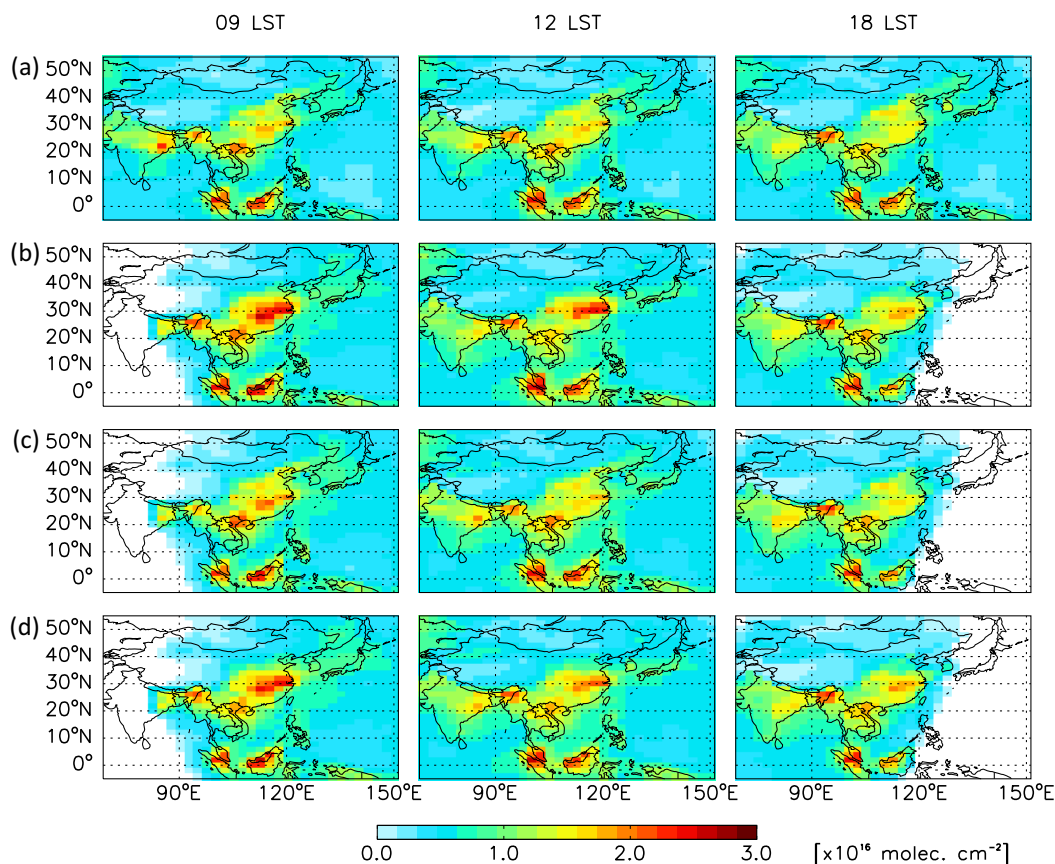 09 LST 12 LST 18 LST
(a) 50°N
40°N
30°N
20°N
10°N
0°
(b) 50°N
40°N
30°N
20°N
10°N
0°
(c) 50°N
40°N
30°N
20°N
10°N
0°
(d) 50°N
40°N
30°N
20°N
10°N
0°
90°E 120°E 150°E 90°E 120°E 150°E 90°E 120°E 150°E
0.0 1.0 2.0 3.0 [x10¹⁶ molec. cm⁻²]